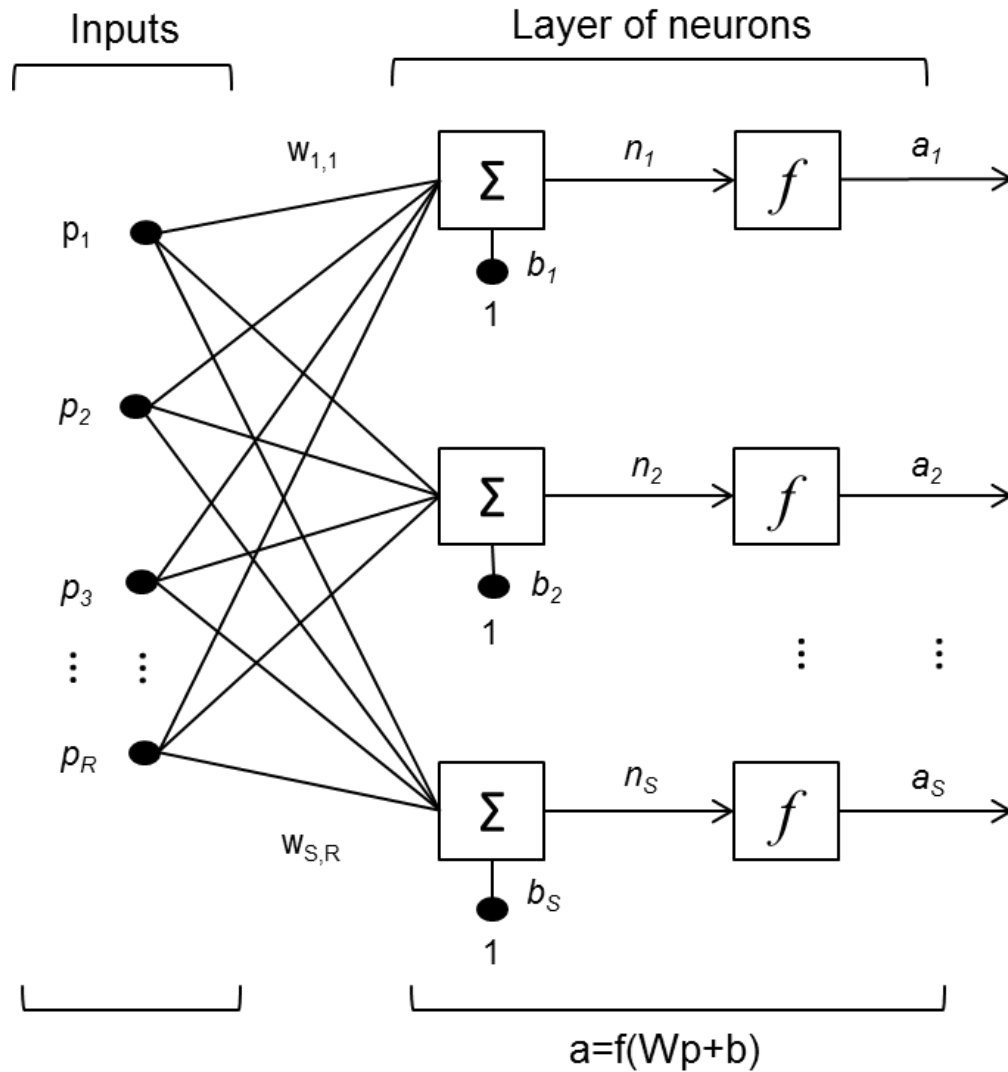 Inputs
Layer of neurons
w1,1
Σ
n1
f
a1
p1
b1
1
p2
Σ
n2
f
a2
p3
b2
1
⋮ ⋮
⋮ ⋮
pR
Σ
nS
f
aS
wS,R
bS
1
a=f(Wp+b)